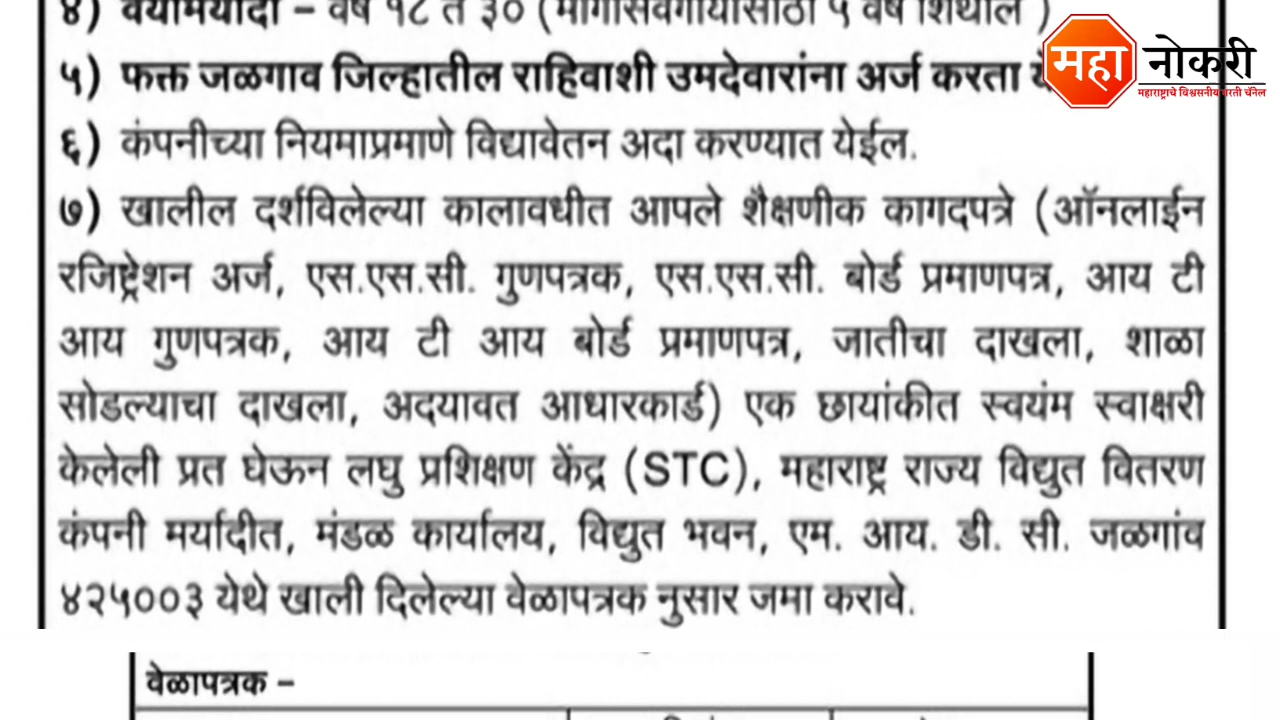 ४) वयोमर्यादा – वर्ष १८ ते ३० (मागासवर्गीयांसाठी ५ वर्ष शिथील )
महा नोकरी
महाराष्ट्राचे विश्वसनीय भरती चॅनेल
५) फक्त जळगाव जिल्हातील राहिवाशी उमदेवारांना अर्ज करता
६) कंपनीच्या नियमाप्रमाणे विद्यावेतन अदा करण्यात येईल.
७) खालील दर्शविलेल्या कालावधीत आपले शैक्षणीक कागदपत्रे (ऑनलाईन
रजिष्ट्रेशन अर्ज, एस.एस.सी. गुणपत्रक, एस.एस.सी. बोर्ड प्रमाणपत्र, आय टी
आय गुणपत्रक, आय टी आय बोर्ड प्रमाणपत्र, जातीचा दाखला, शाळा
सोडल्याचा दाखला, अदयावत आधारकार्ड) एक छायांकीत स्वयंम स्वाक्षरी
केलेली प्रत घेऊन लघु प्रशिक्षण केंद्र (STC), महाराष्ट्र राज्य विद्युत वितरण
कंपनी मर्यादीत, मंडळ कार्यालय, विद्युत भवन, एम. आय. डी. सी. जळगांव
४२५००३ येथे खाली दिलेल्या वेळापत्रक नुसार जमा करावे.
वेळापत्रक –